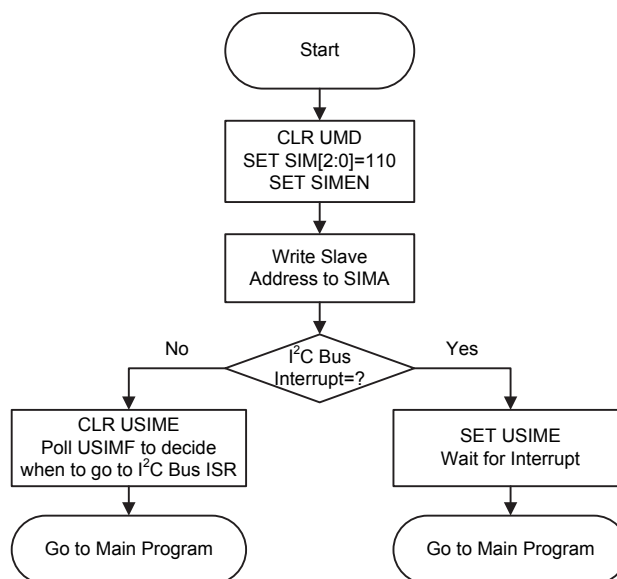 Start
CLR UMD
SET SIM[2:0]=110
SET SIMEN
Write Slave
Address to SIMA
No
I²C Bus
Interrupt=?
Yes
CLR USIME
Poll USIMF to decide
when to go to I²C Bus ISR
SET USIME
Wait for Interrupt
Go to Main Program
Go to Main Program